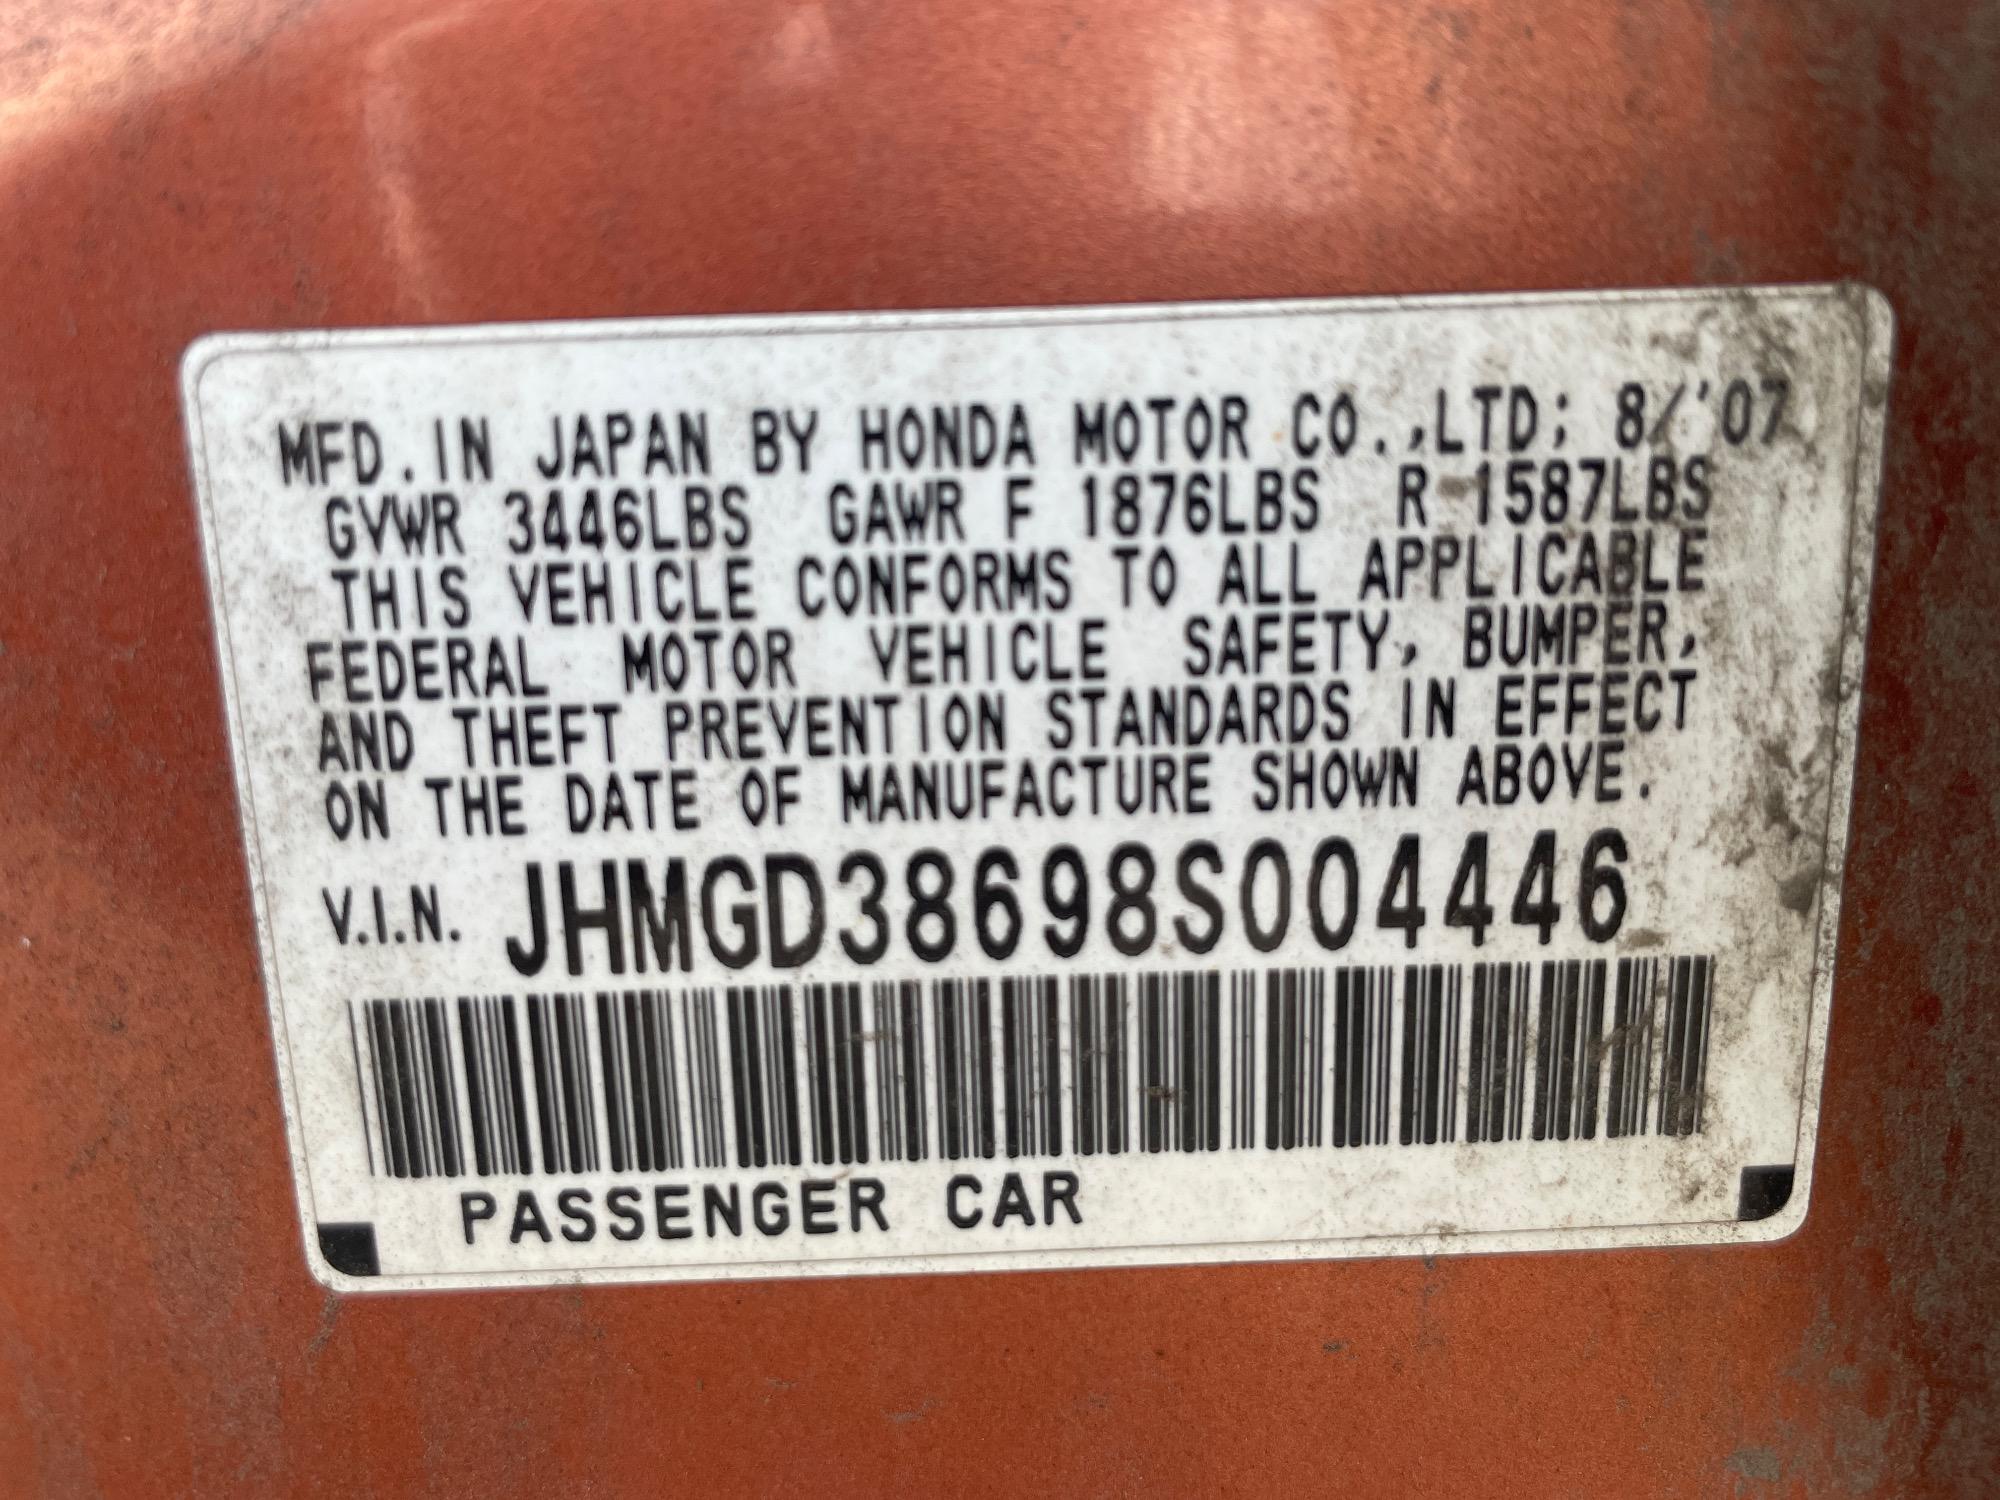 MFD. IN JAPAN BY HONDA MOTOR CO.,LTD; 8/'07
GVWR 3446LBS GAWR F 1876LBS R 1587LBS
THIS VEHICLE CONFORMS TO ALL APPLICABLE
FEDERAL MOTOR VEHICLE SAFETY, BUMPER,
AND THEFT PREVENTION STANDARDS IN EFFECT
ON THE DATE OF MANUFACTURE SHOWN ABOVE.
V.I.N. JHMGD38698S004446
PASSENGER CAR